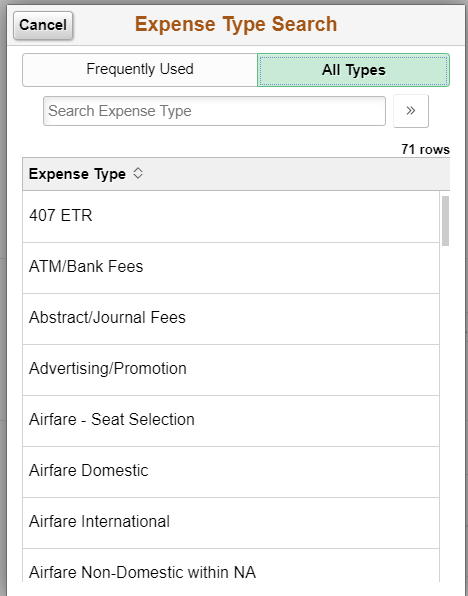 Cancel
Expense Type Search
Frequently Used
All Types
Search Expense Type
»
71 rows
Expense Type
407 ETR
ATM/Bank Fees
Abstract/Journal Fees
Advertising/Promotion
Airfare - Seat Selection
Airfare Domestic
Airfare International
Airfare Non-Domestic within NA